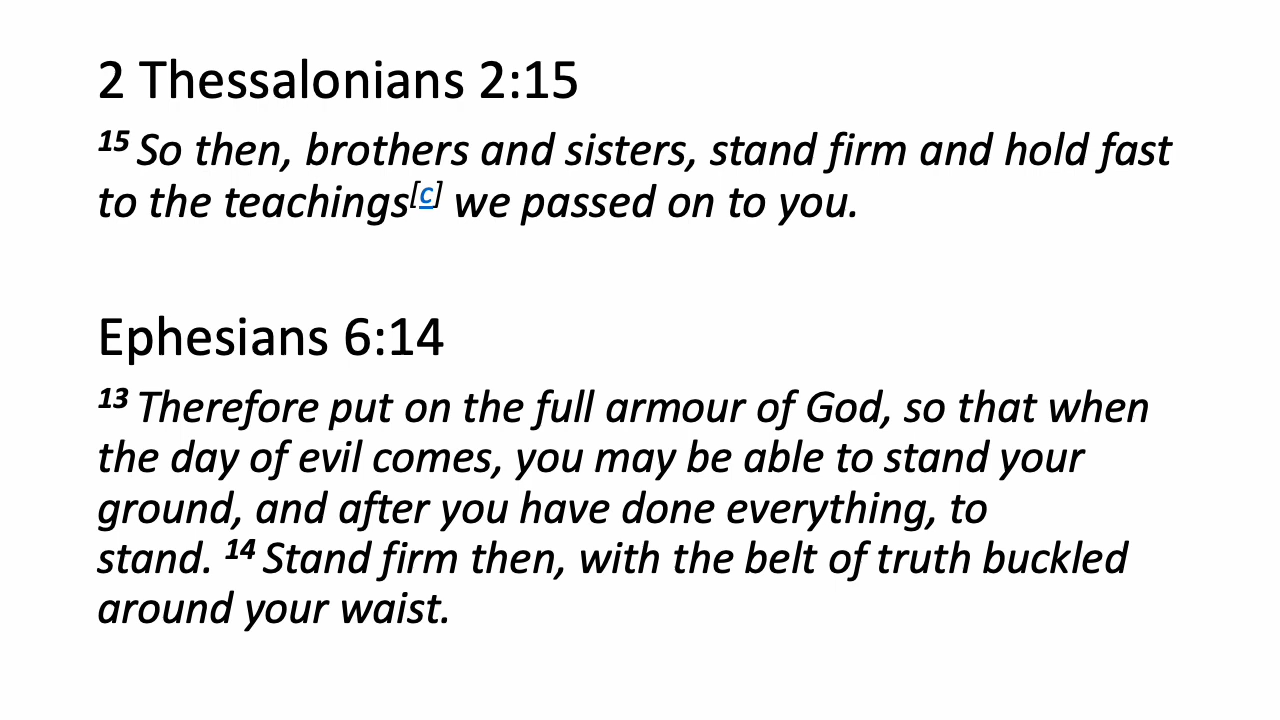 2 Thessalonians 2:15
15 So then, brothers and sisters, stand firm and hold fast
to the teachings[c] we passed on to you.
Ephesians 6:14
13 Therefore put on the full armour of God, so that when
the day of evil comes, you may be able to stand your
ground, and after you have done everything, to
stand. 14 Stand firm then, with the belt of truth buckled
around your waist.